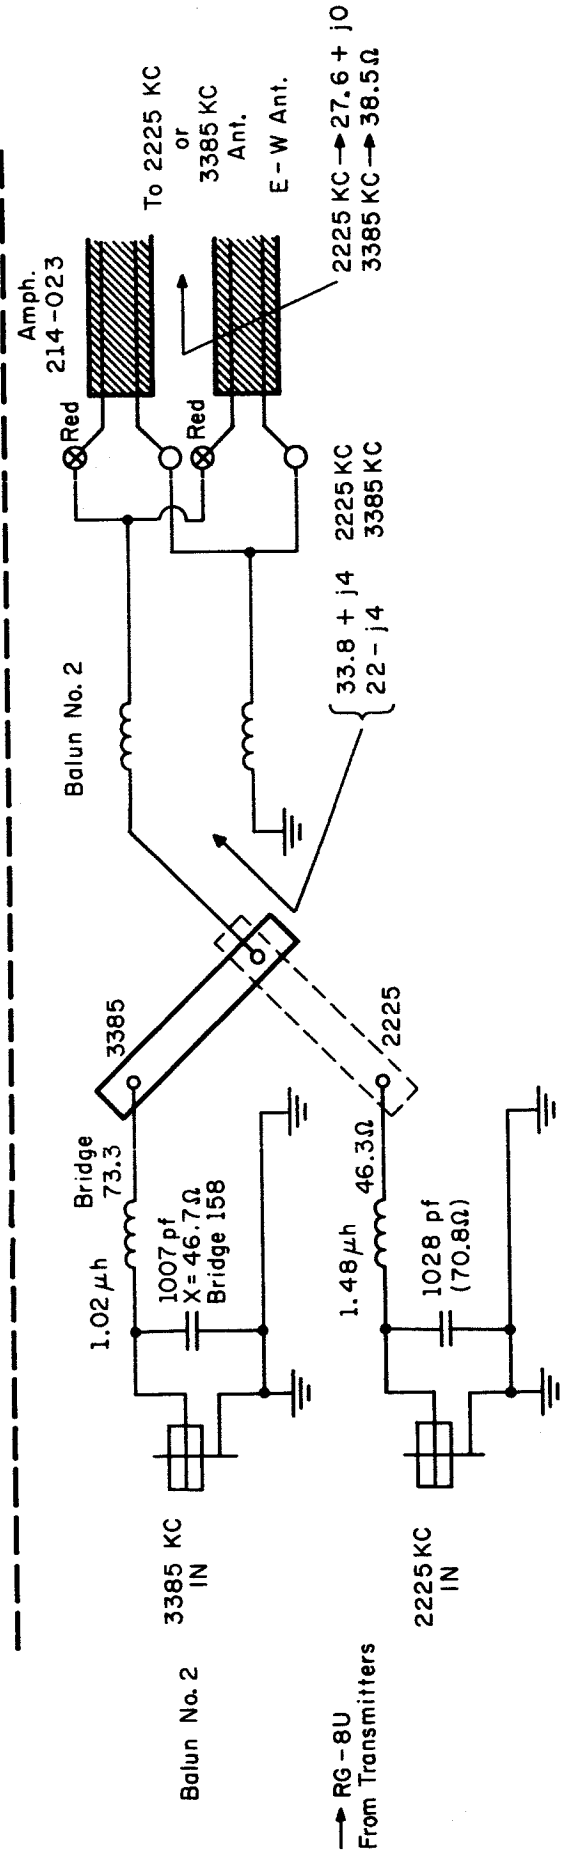 Amph.
214-023
To 2225 KC
or
3385 KC
Ant.
E-W Ant.
2225 KC → 27.6 + j0
3385 KC → 38.5Ω
Red
Red
Balun No. 2
33.8 + j4 2225 KC
22 - j4 3385 KC
3385
2225
Bridge
73.3
1.02 μh
1007 pf
X = 46.7Ω
Bridge 158
46.3Ω
1.48 μh
1028 pf
(70.8Ω)
3385 KC
IN
2225 KC
IN
Balun No. 2
→ RG-8U
From Transmitters